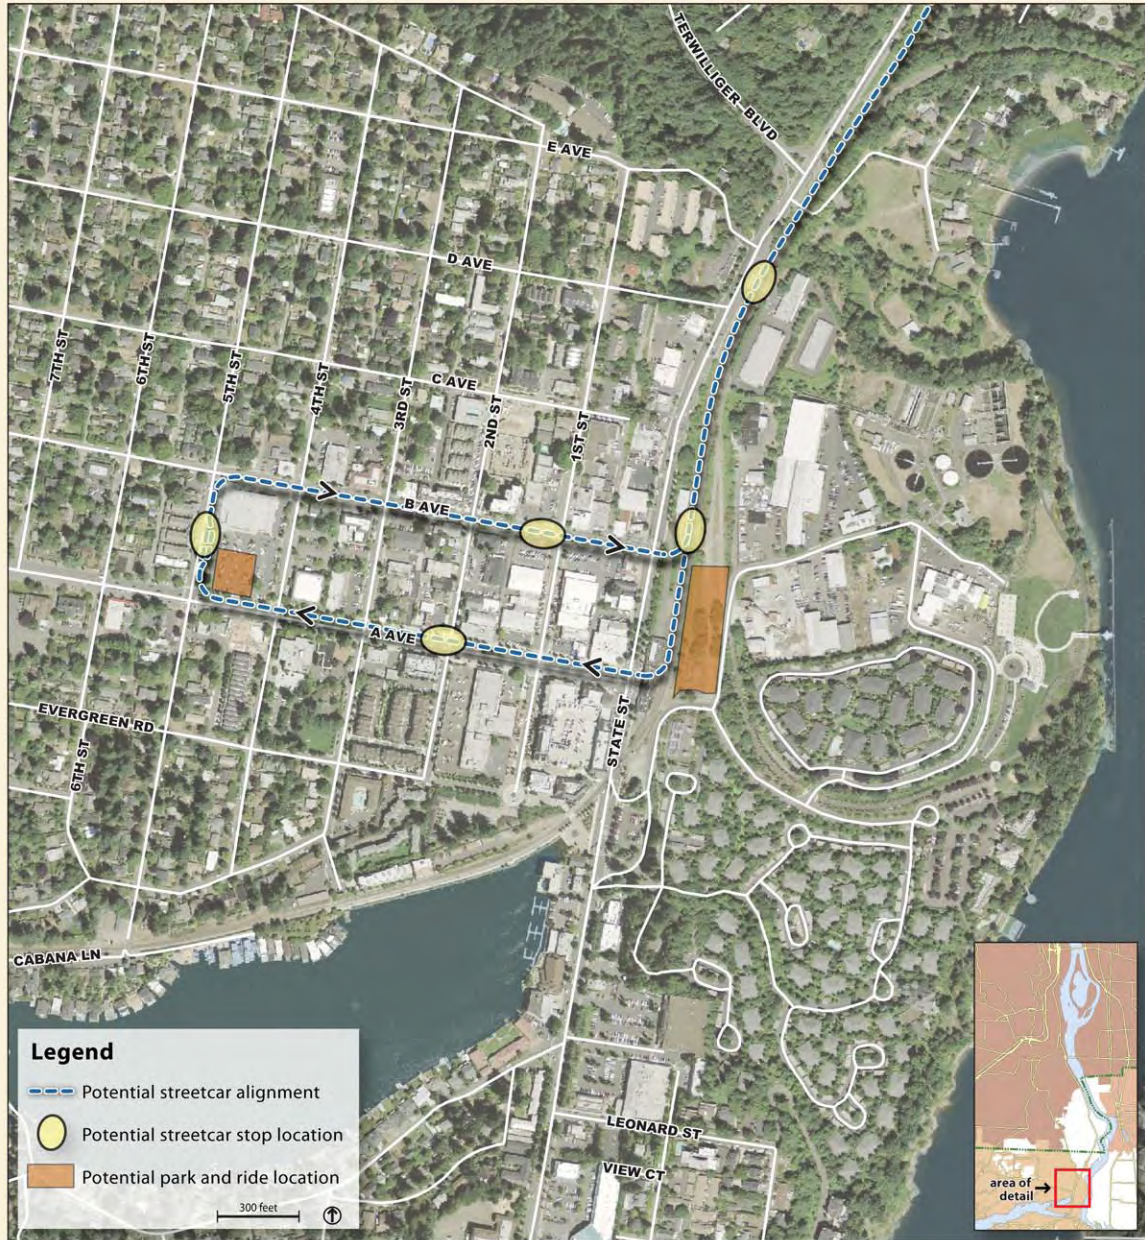 TERWILLIGER BLVD
E AVE
D AVE
7TH ST
6TH ST
5TH ST
4TH ST
3RD ST
C AVE
2ND ST
1ST ST
B AVE
A AVE
EVERGREEN RD
6TH ST
STATE ST
CABANA LN
LEONARD ST
VIEW CT
Legend
Potential streetcar alignment
Potential streetcar stop location
Potential park and ride location
300 feet
area of
detail